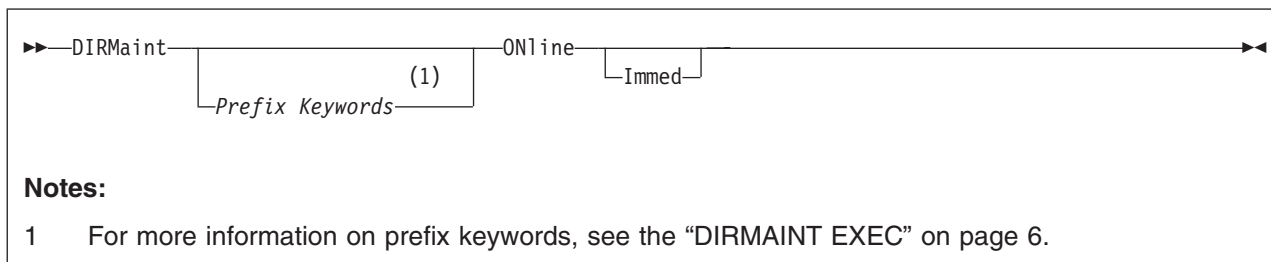 DIRMaint ONline
(1) Immed
Prefix Keywords
Notes:
1 For more information on prefix keywords, see the “DIRMAINT EXEC” on page 6.